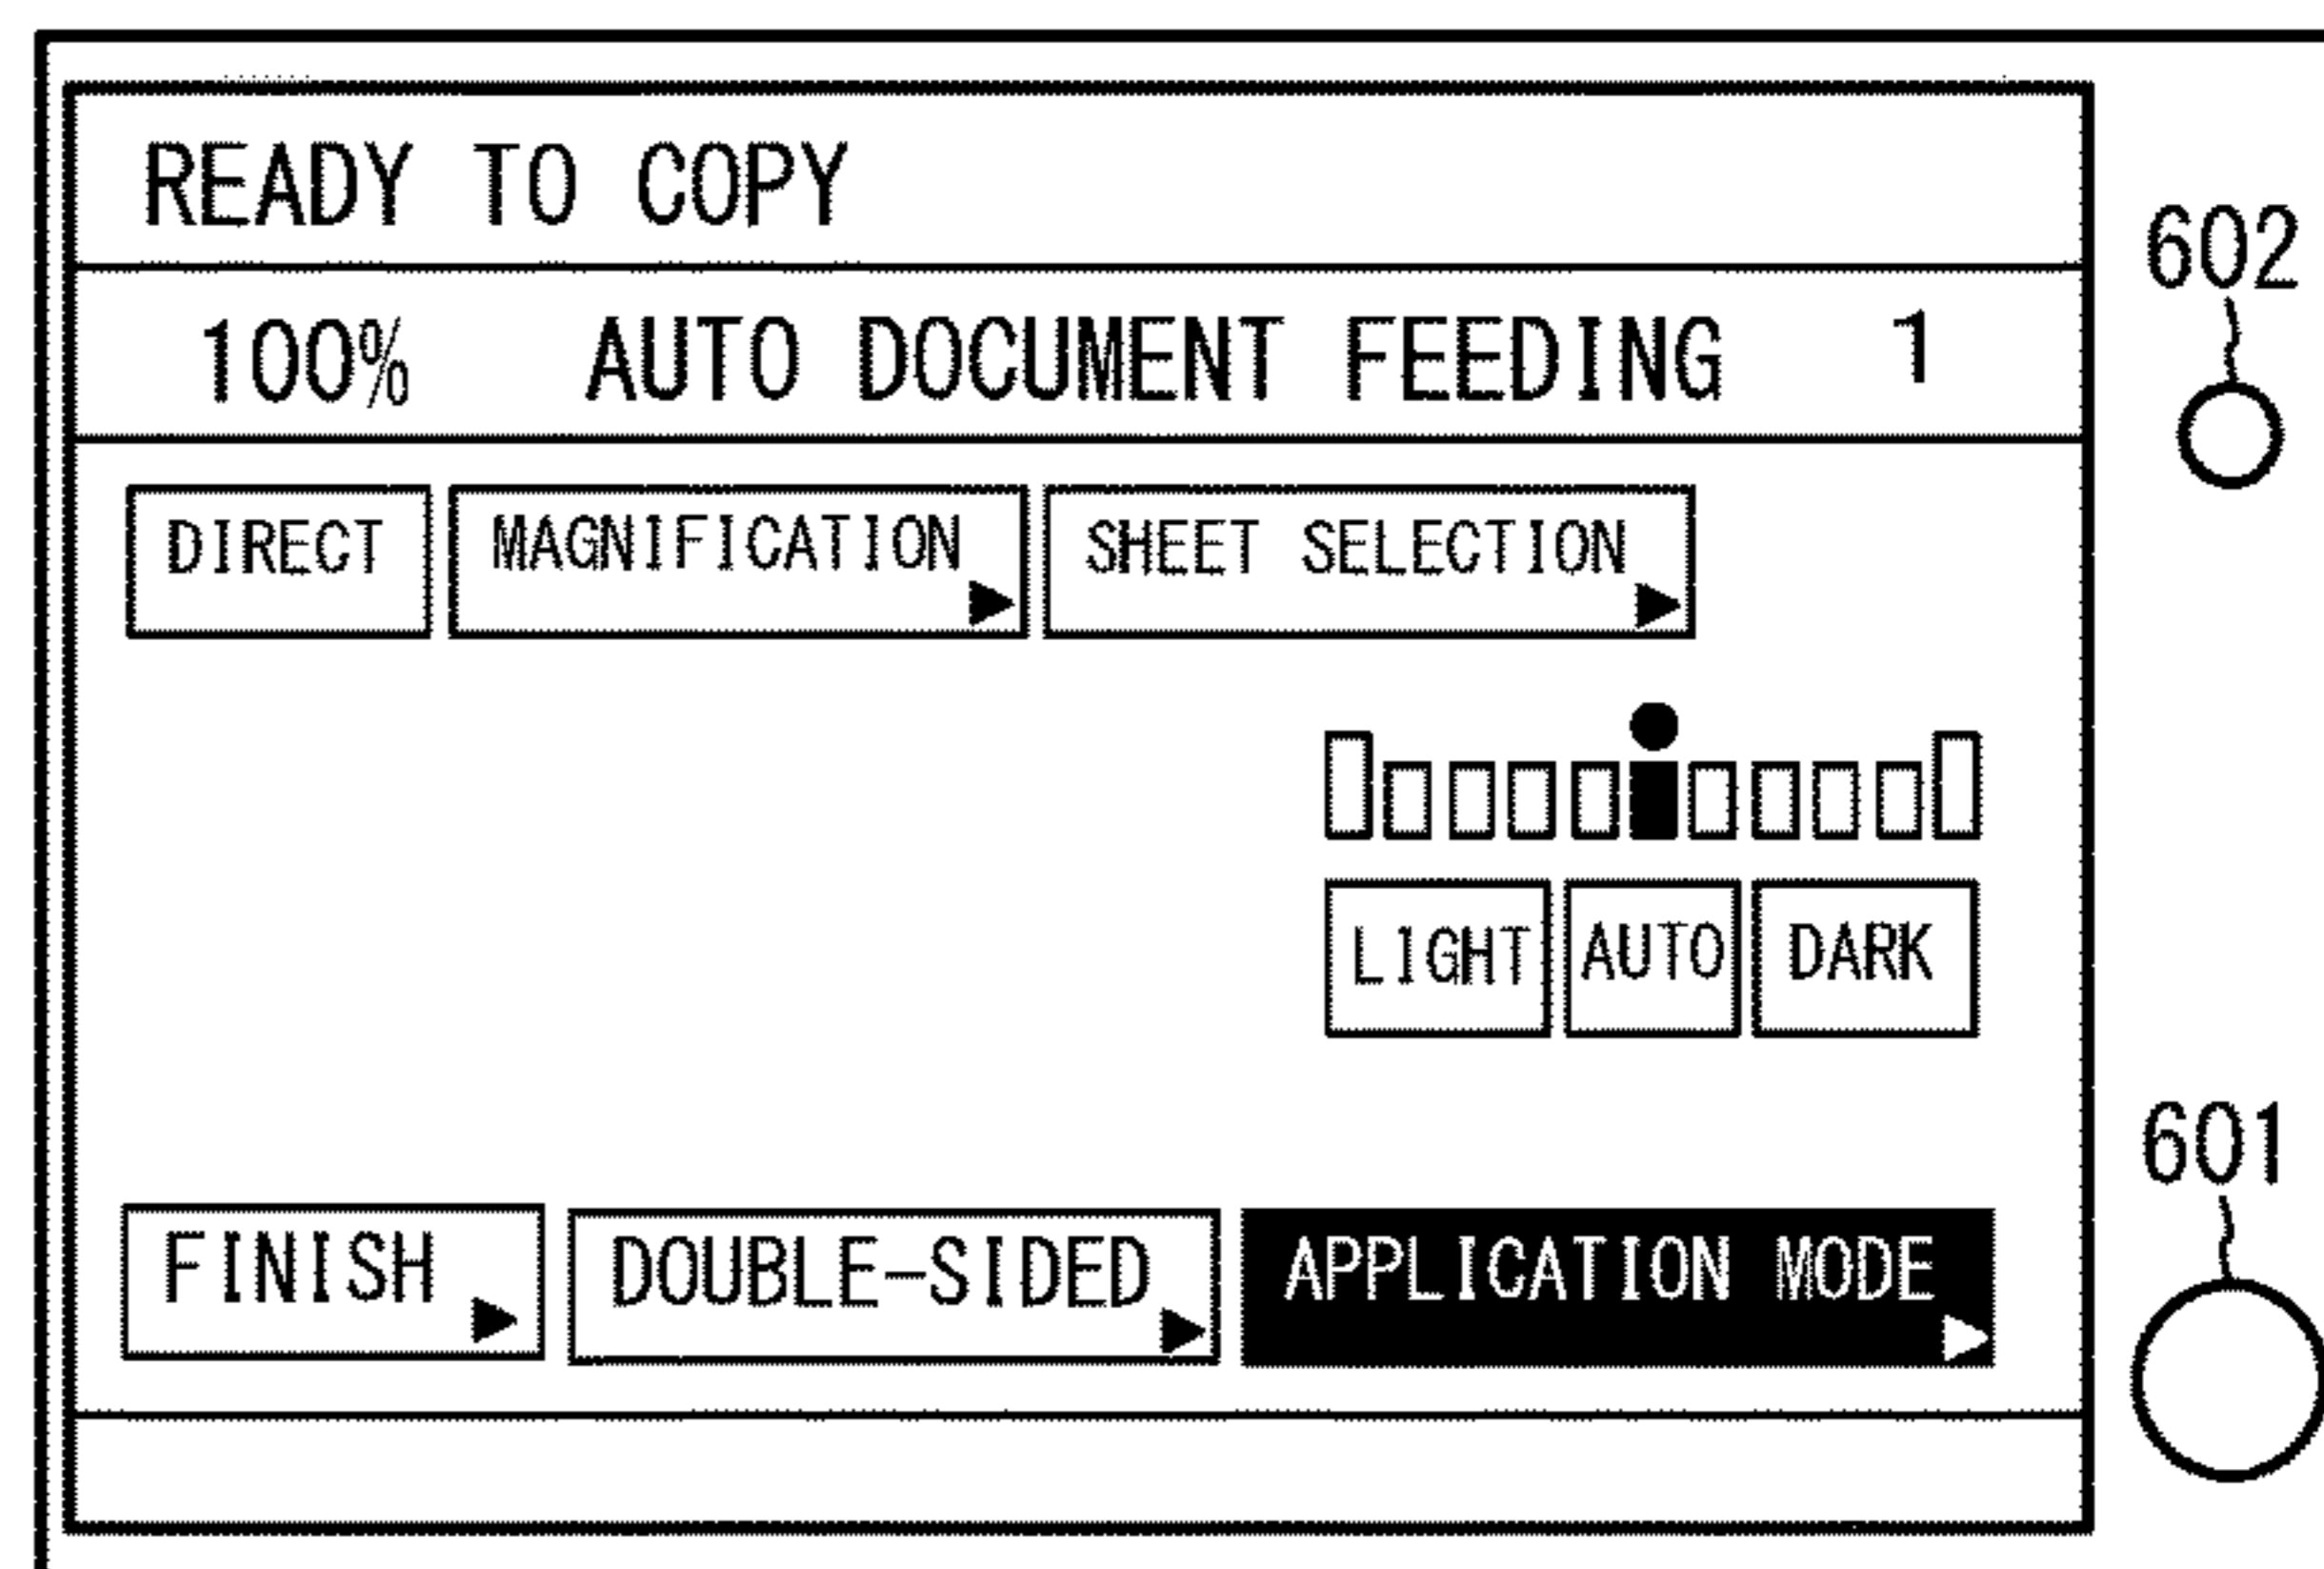 READY TO COPY
602
100% AUTO DOCUMENT FEEDING 1
DIRECT MAGNIFICATION SHEET SELECTION
LIGHT AUTO DARK
601
FINISH DOUBLE-SIDED APPLICATION MODE